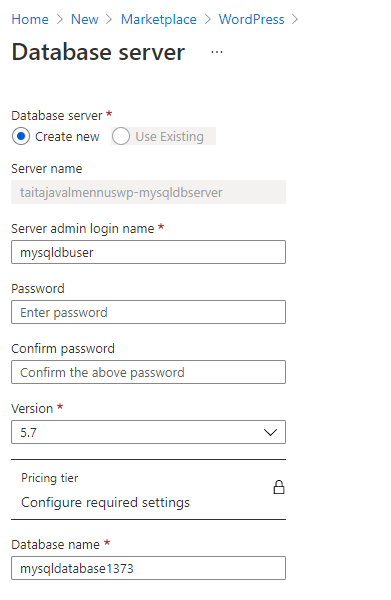 Home > New > Marketplace > WordPress >
Database server ...
Database server *
Create new Use Existing
Server name
taitajavalmennuswp-mysqldbserver
Server admin login name *
mysqldbuser
Password
Enter password
Confirm password
Confirm the above password
Version *
5.7
Pricing tier
Configure required settings
Database name *
mysqldatabase1373